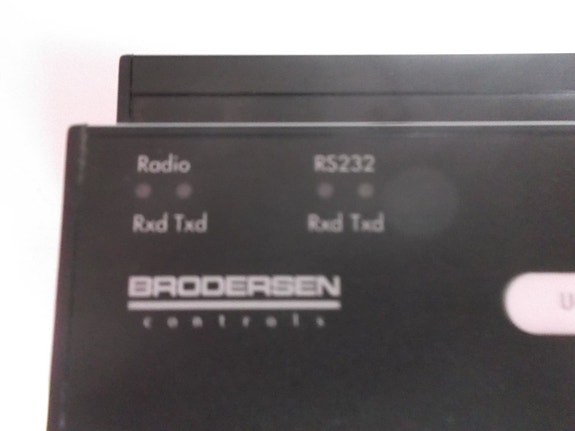 Radio RS232
Rxd Txd Rxd Txd
BRODERSEN
controls
U